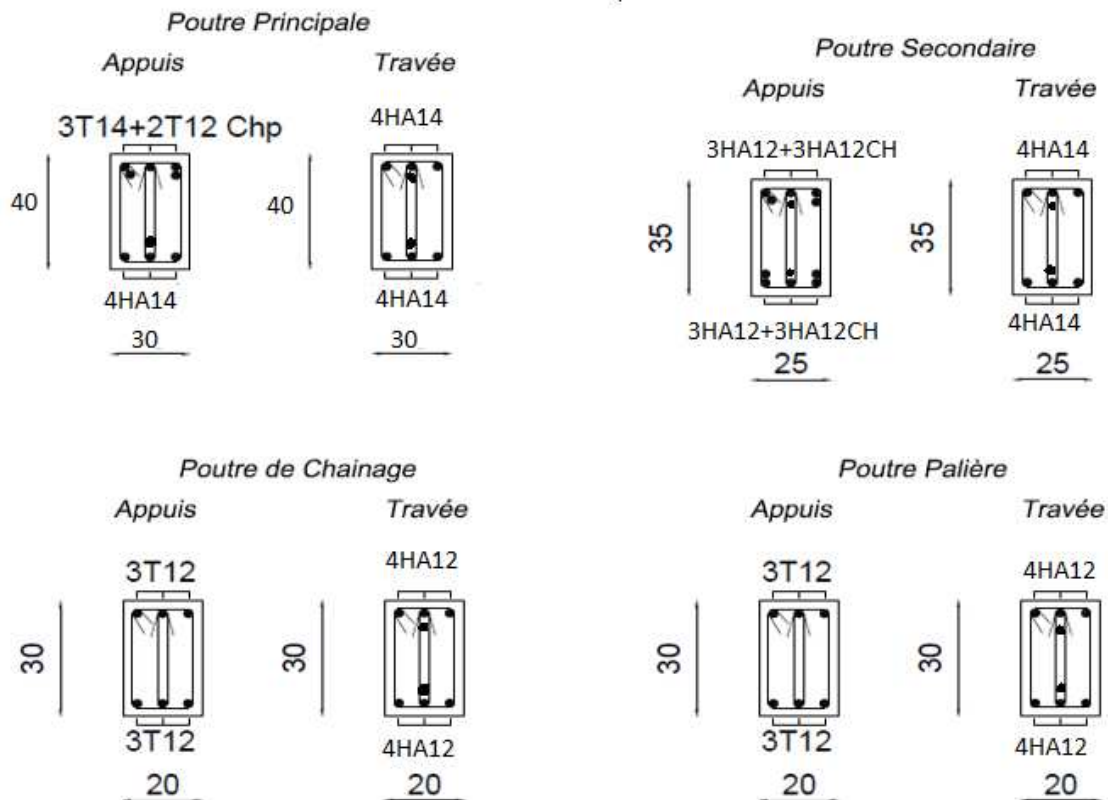 Poutre Principale
Appuis
Travée
3T14+2T12 Chp
4HA14
40
40
4HA14
4HA14
30
30
Poutre Secondaire
Appuis
Travée
3HA12+3HA12CH
4HA14
35
35
3HA12+3HA12CH
4HA14
25
25
Poutre de Chainage
Appuis
Travée
3T12
4HA12
30
30
3T12
4HA12
20
20
Poutre Palière
Appuis
Travée
3T12
4HA12
30
30
3T12
4HA12
20
20